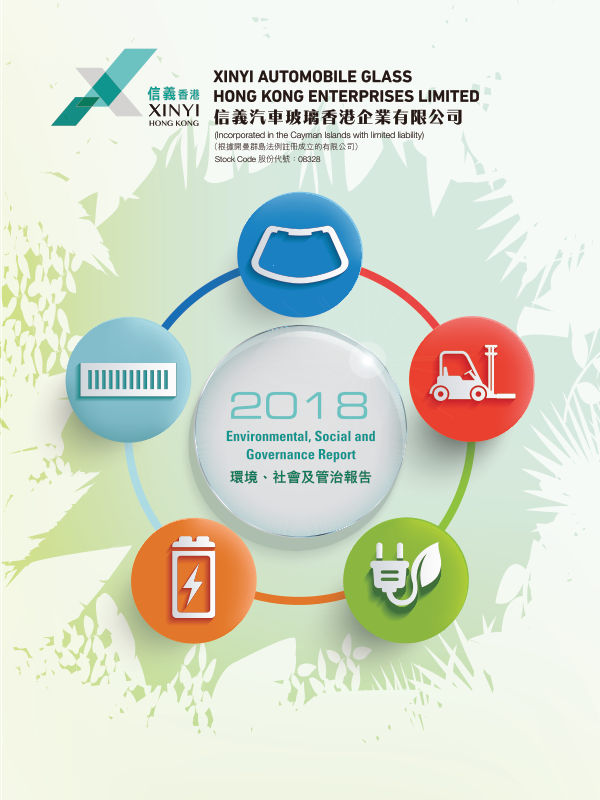 信義香港
XINYI
HONG KONG
XINYI AUTOMOBILE GLASS
HONG KONG ENTERPRISES LIMITED
信義汽車玻璃香港企業有限公司
(Incorporated in the Cayman Islands with limited liability)
（根據開曼群島法例註冊成立的有限公司）
Stock Code 股份代號：08328
2018
Environmental, Social and
Governance Report
環境、社會及管治報告